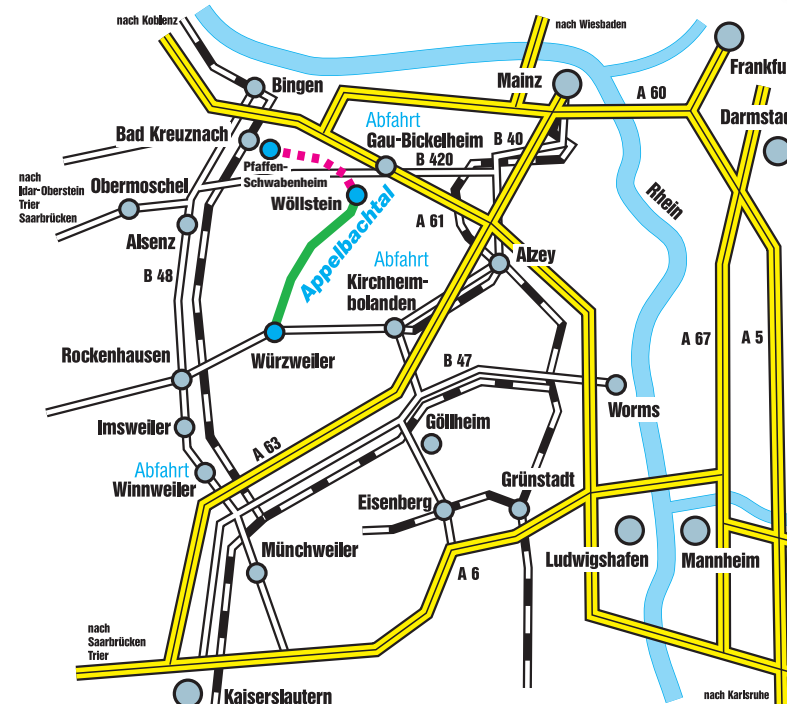 nach Koblenz
nach Wiesbaden
Frankfu
Mainz
Bingen
A 60
Abfahrt
Gau-Bickelheim
B 40
Darmstad
Bad Kreuznach
B 420
Pfaffen-
Schwabenheim
nach
Idar-Oberstein
Trier
Saarbrücken
Obermoschel
Wöllstein
Rhein
A 61
Appelbachtal
Alsenz
Abfahrt
Kirchheim-
bolanden
Alzey
B 48
A 67
A 5
Rockenhausen
Würzweiler
B 47
Worms
Imsweiler
Göllheim
A 63
Abfahrt
Winnweiler
Grünstadt
Eisenberg
Münchweiler
Ludwigshafen
Mannheim
A 6
nach
Saarbrücken
Trier
Kaiserslautern
nach Karlsruhe